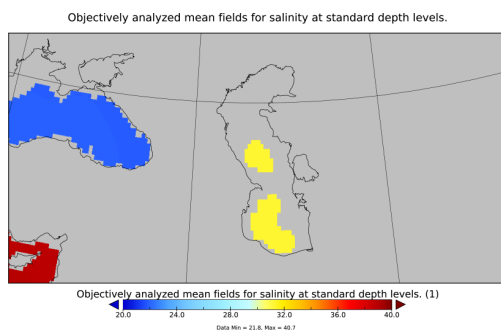 Objectively analyzed mean fields for salinity at standard depth levels.
Objectively analyzed mean fields for salinity at standard depth levels. (1)
20.0 24.0 28.0 32.0 36.0 40.0
Data Min = 21.8, Max = 40.7